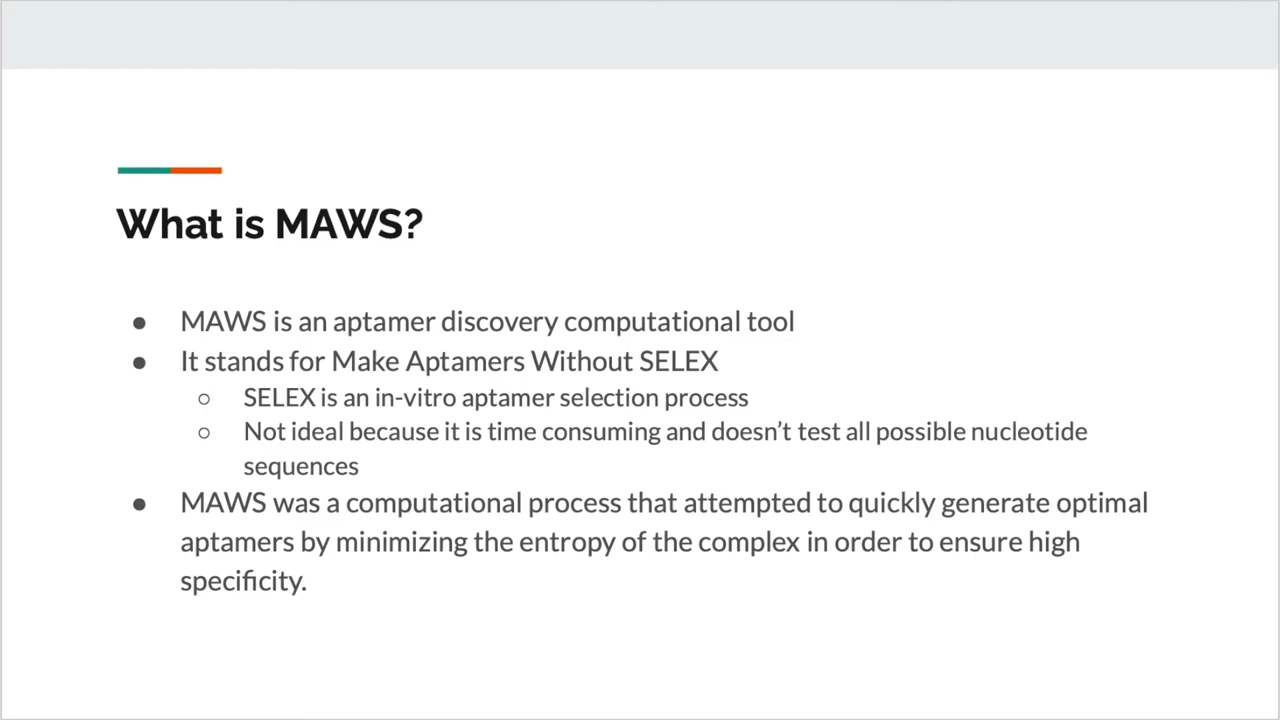 What is MAWS?
● MAWS is an aptamer discovery computational tool
● It stands for Make Aptamers Without SELEX
○ SELEX is an in-vitro aptamer selection process
○ Not ideal because it is time consuming and doesn’t test all possible nucleotide
sequences
● MAWS was a computational process that attempted to quickly generate optimal
aptamers by minimizing the entropy of the complex in order to ensure high
specificity.